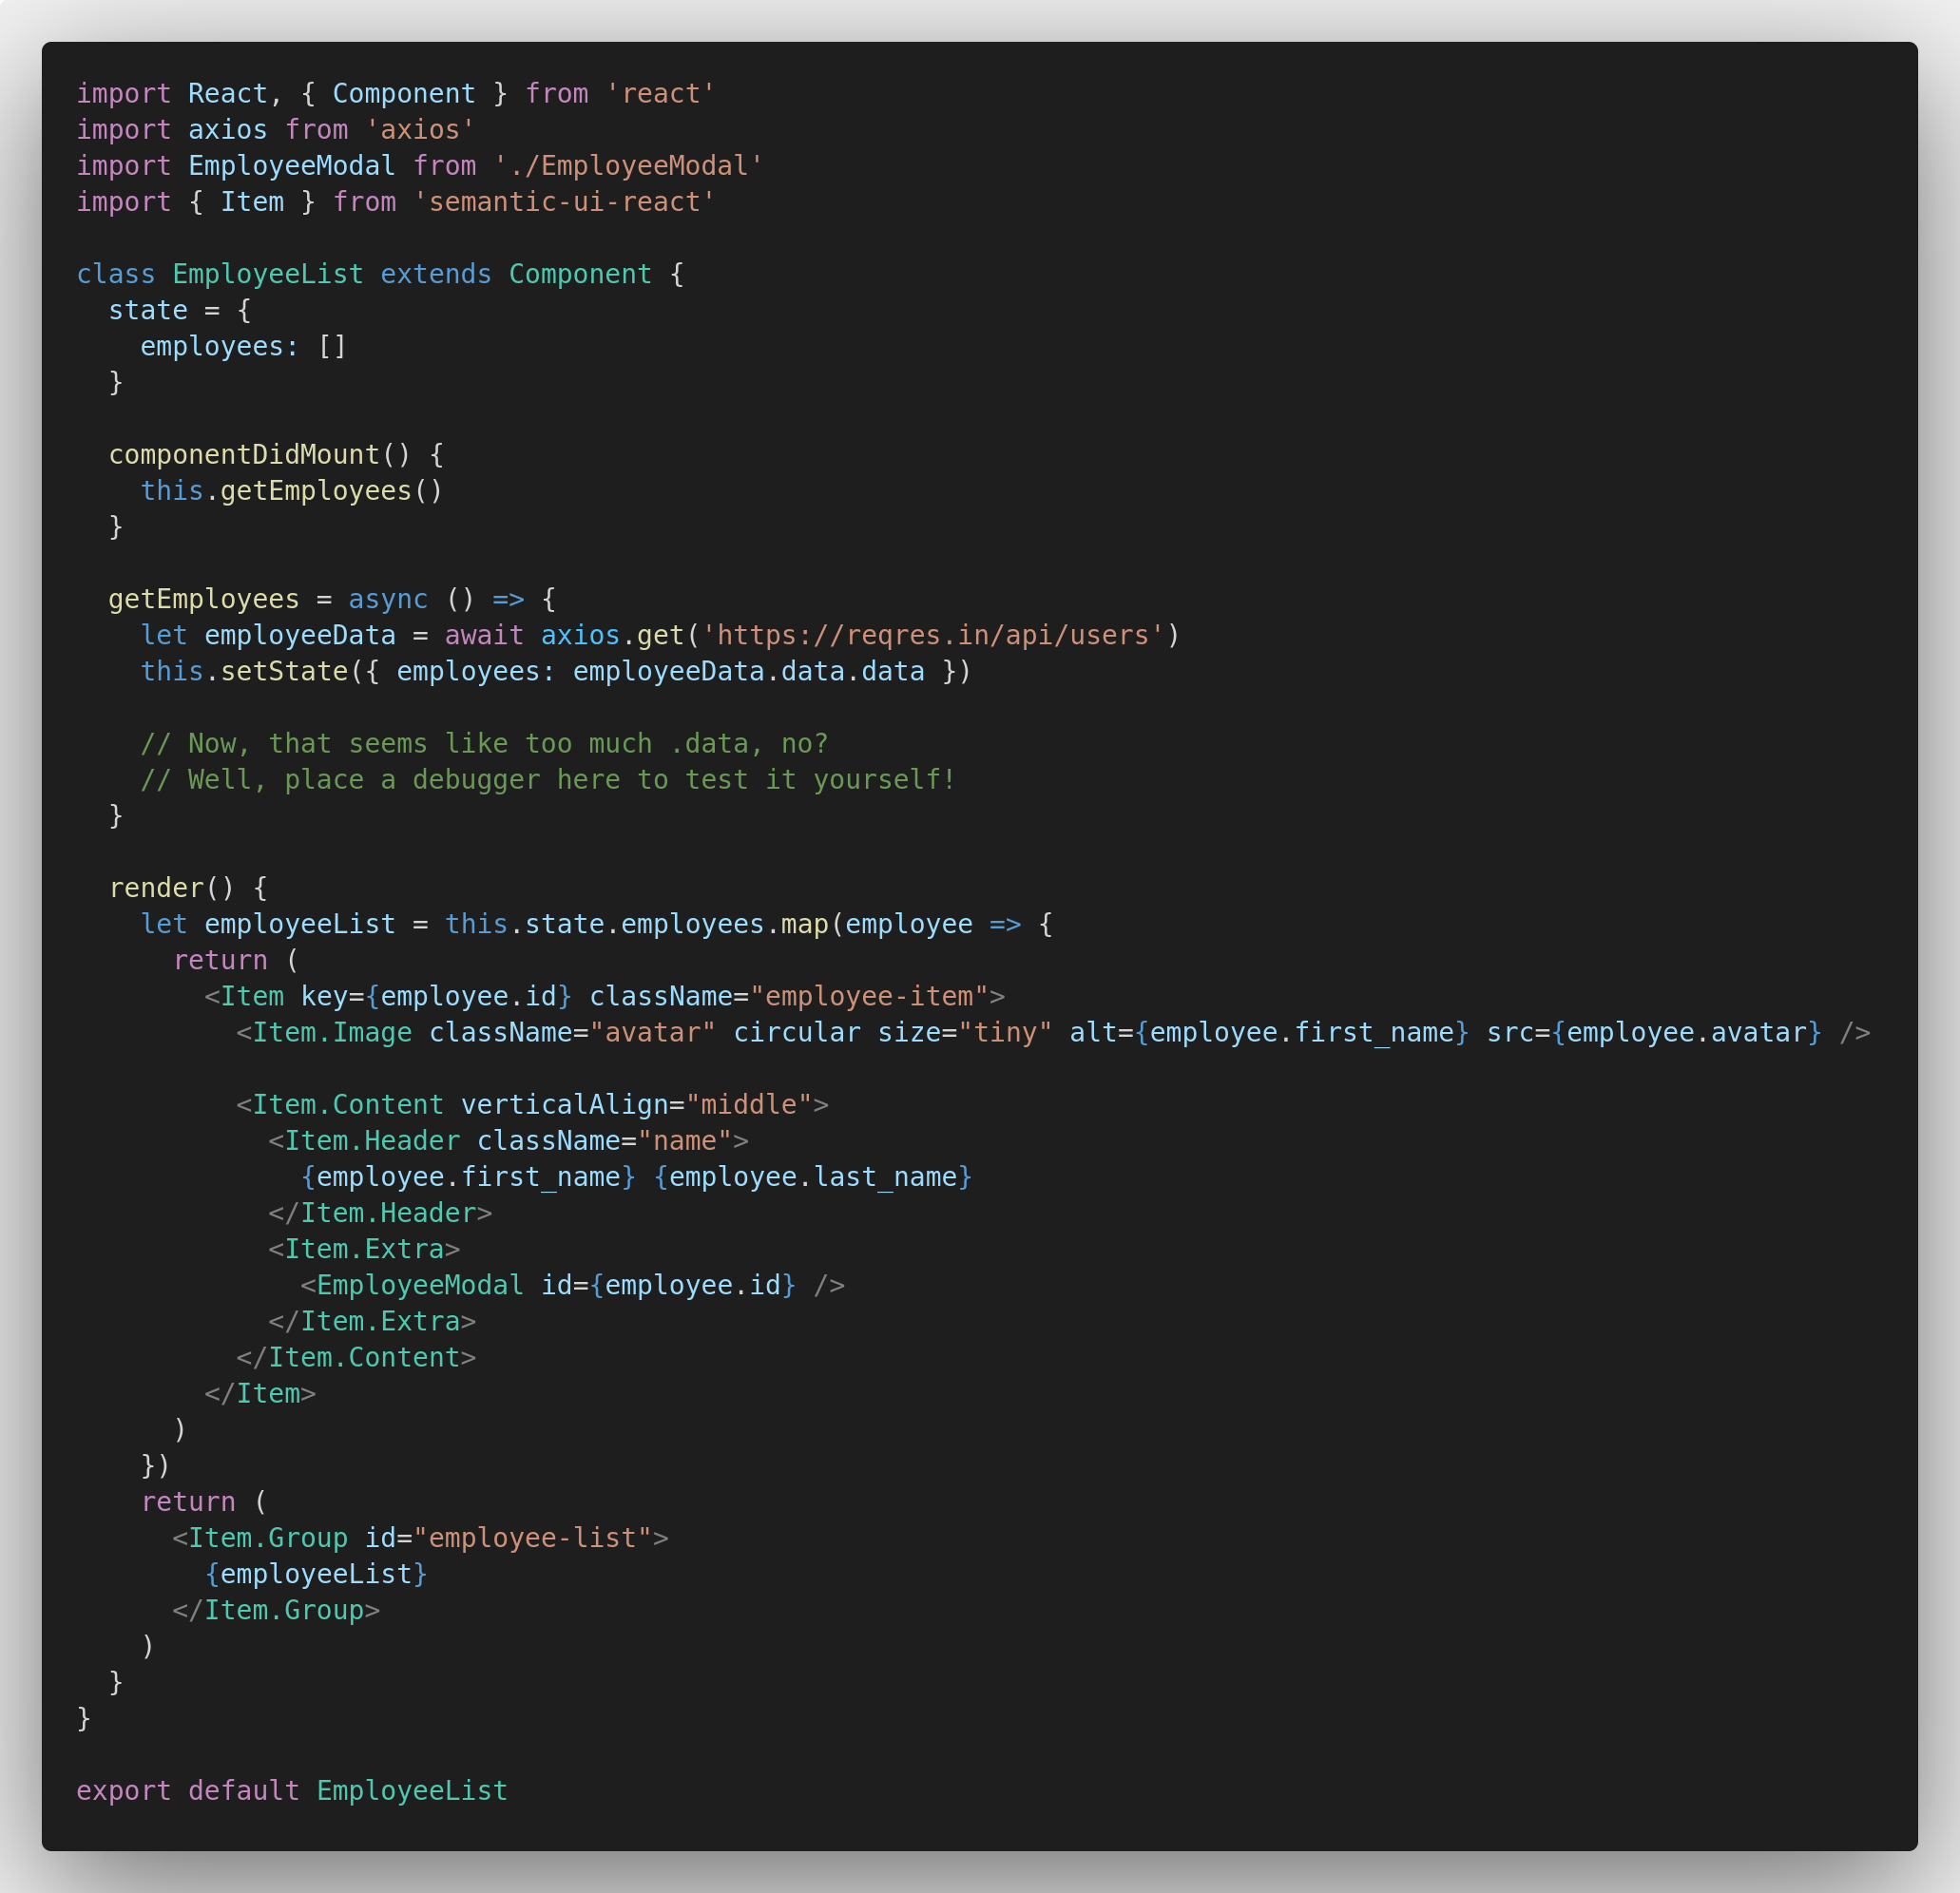 import React, { Component } from 'react'
import axios from 'axios'
import EmployeeModal from './EmployeeModal'
import { Item } from 'semantic-ui-react'

class EmployeeList extends Component {
  state = {
    employees: []
  }

  componentDidMount() {
    this.getEmployees()
  }

  getEmployees = async () => {
    let employeeData = await axios.get('https://reqres.in/api/users')
    this.setState({ employees: employeeData.data.data })

    // Now, that seems like too much .data, no?
    // Well, place a debugger here to test it yourself!
  }

  render() {
    let employeeList = this.state.employees.map(employee => {
      return (
        <Item key={employee.id} className="employee-item">
          <Item.Image className="avatar" circular size="tiny" alt={employee.first_name} src={employee.avatar} />

          <Item.Content verticalAlign="middle">
            <Item.Header className="name">
              {employee.first_name} {employee.last_name}
            </Item.Header>
            <Item.Extra>
              <EmployeeModal id={employee.id} />
            </Item.Extra>
          </Item.Content>
        </Item>
      )
    })
    return (
      <Item.Group id="employee-list">
        {employeeList}
      </Item.Group>
    )
  }
}

export default EmployeeList